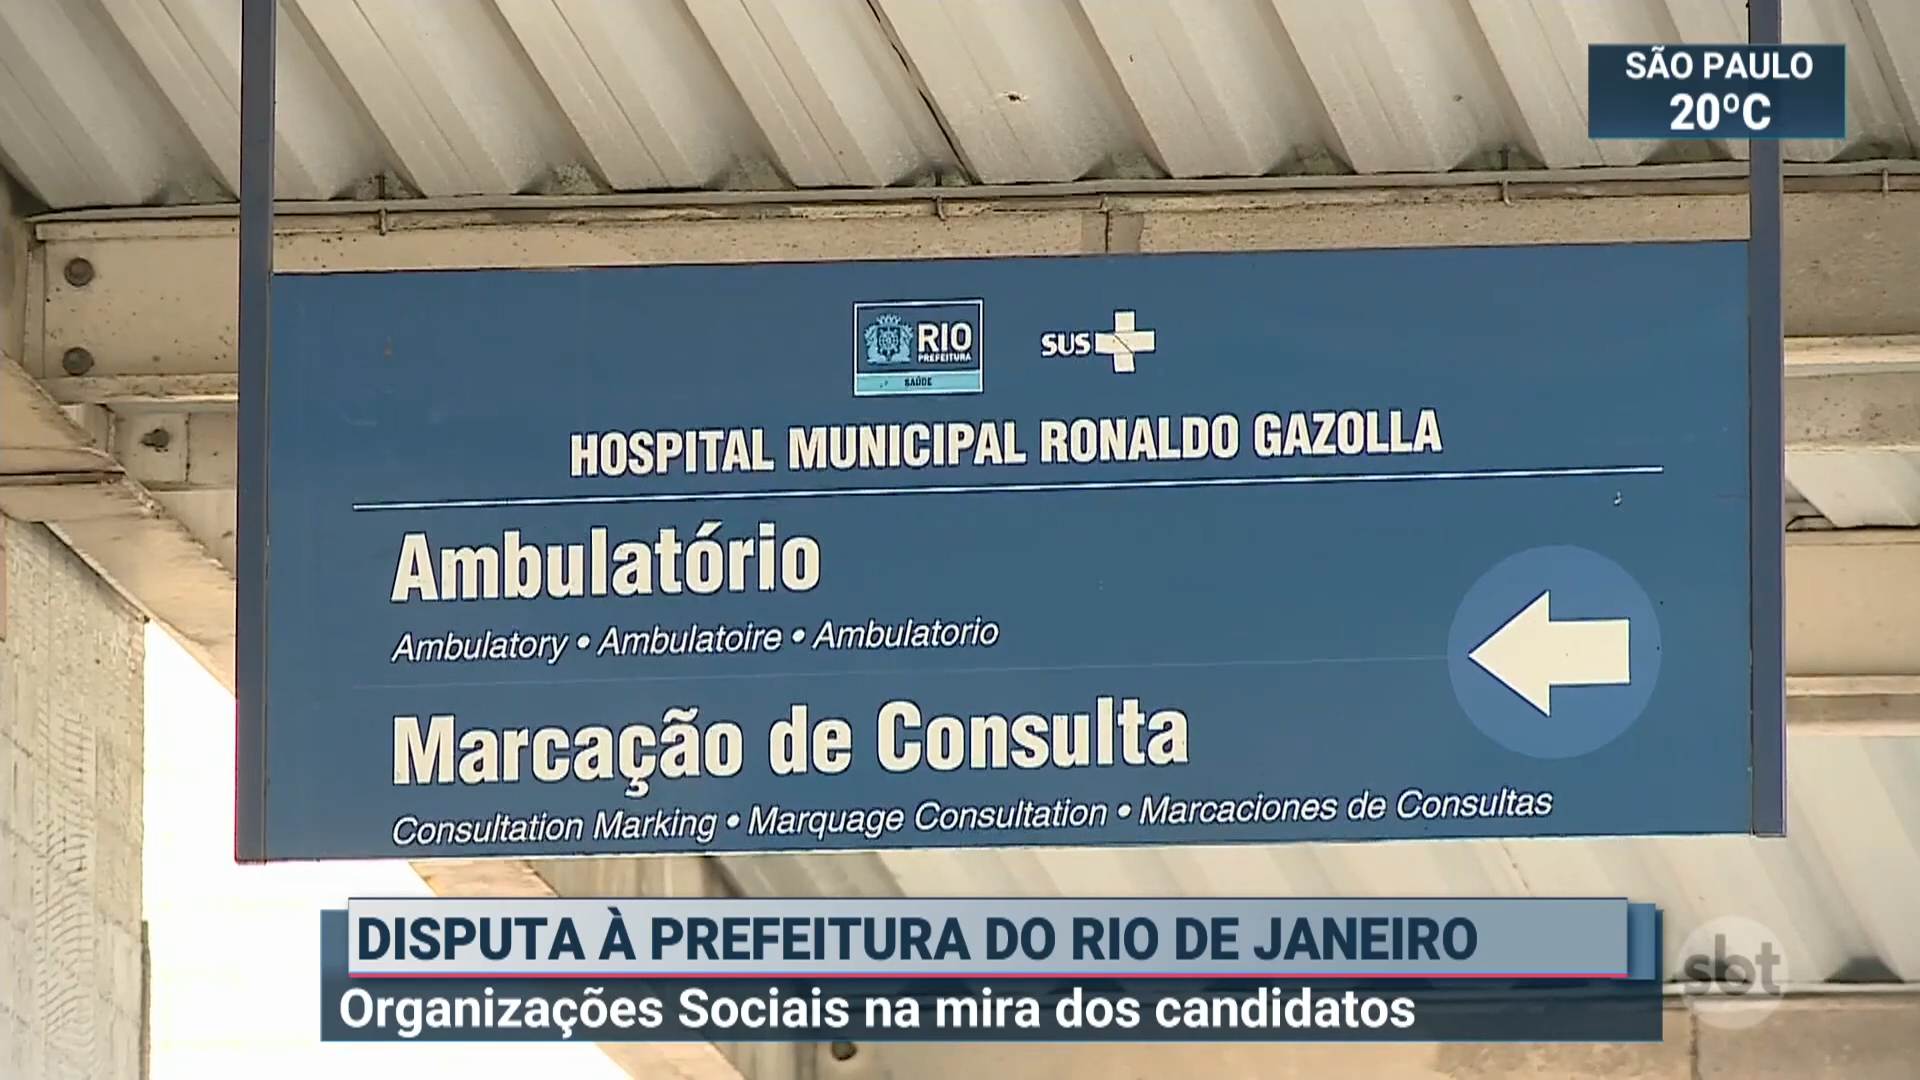 SÃO PAULO
20ºC
RIO
PREFEITURA
SAÚDE
SUS
HOSPITAL MUNICIPAL RONALDO GAZOLLA
Ambulatório
Ambulatory • Ambulatoire • Ambulatorio
Marcação de Consulta
Consultation Marking • Marquage Consultation • Marcaciones de Consultas
DISPUTA À PREFEITURA DO RIO DE JANEIRO
Organizações Sociais na mira dos candidatos
sbt